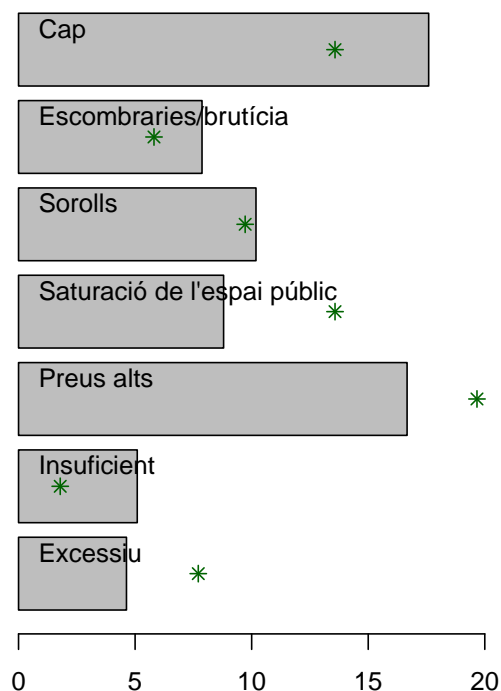 Cap
Escombraries/brutícia
Sorolls
Saturació de l'espai públic
Preus alts
Insuficient
Excessiu
0 5 10 15 20